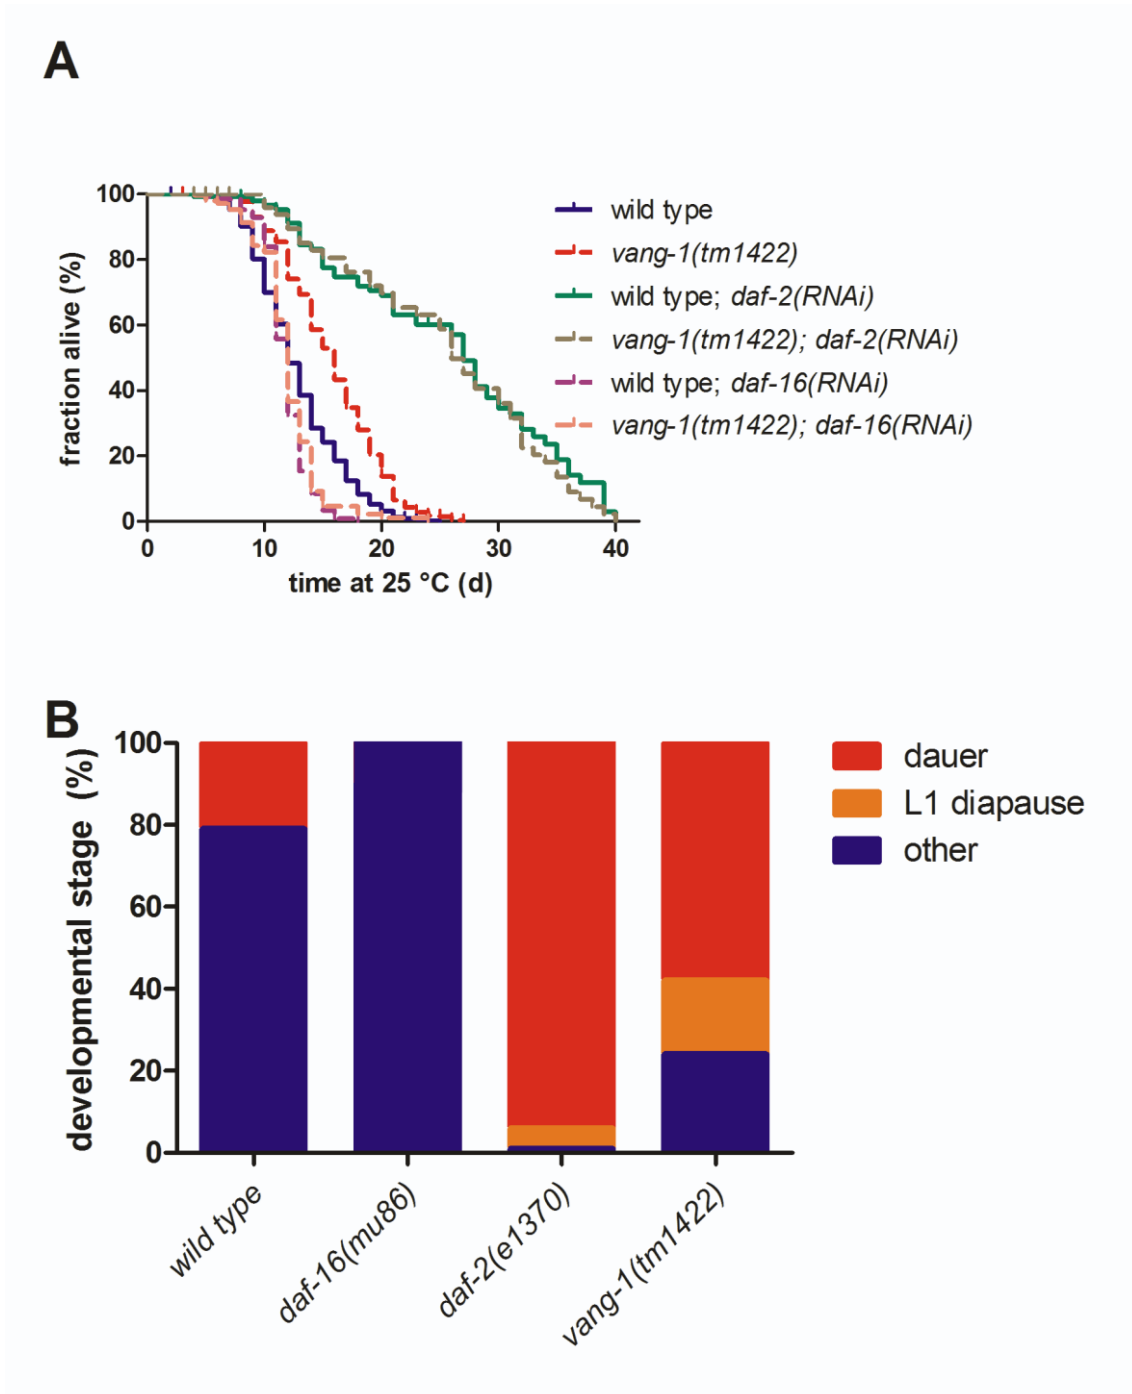 A
100
80
60
40
20
0
fraction alive (%)
0 10 20 30 40
time at 25 °C (d)
wild type
vang-1(tm1422)
wild type; daf-2(RNAi)
vang-1(tm1422); daf-2(RNAi)
wild type; daf-16(RNAi)
vang-1(tm1422); daf-16(RNAi)
B
100
80
60
40
20
0
developmental stage (%)
wild type
daf-16(mu86)
daf-2(e1370)
vang-1(tm1422)
dauer
L1 diapause
other